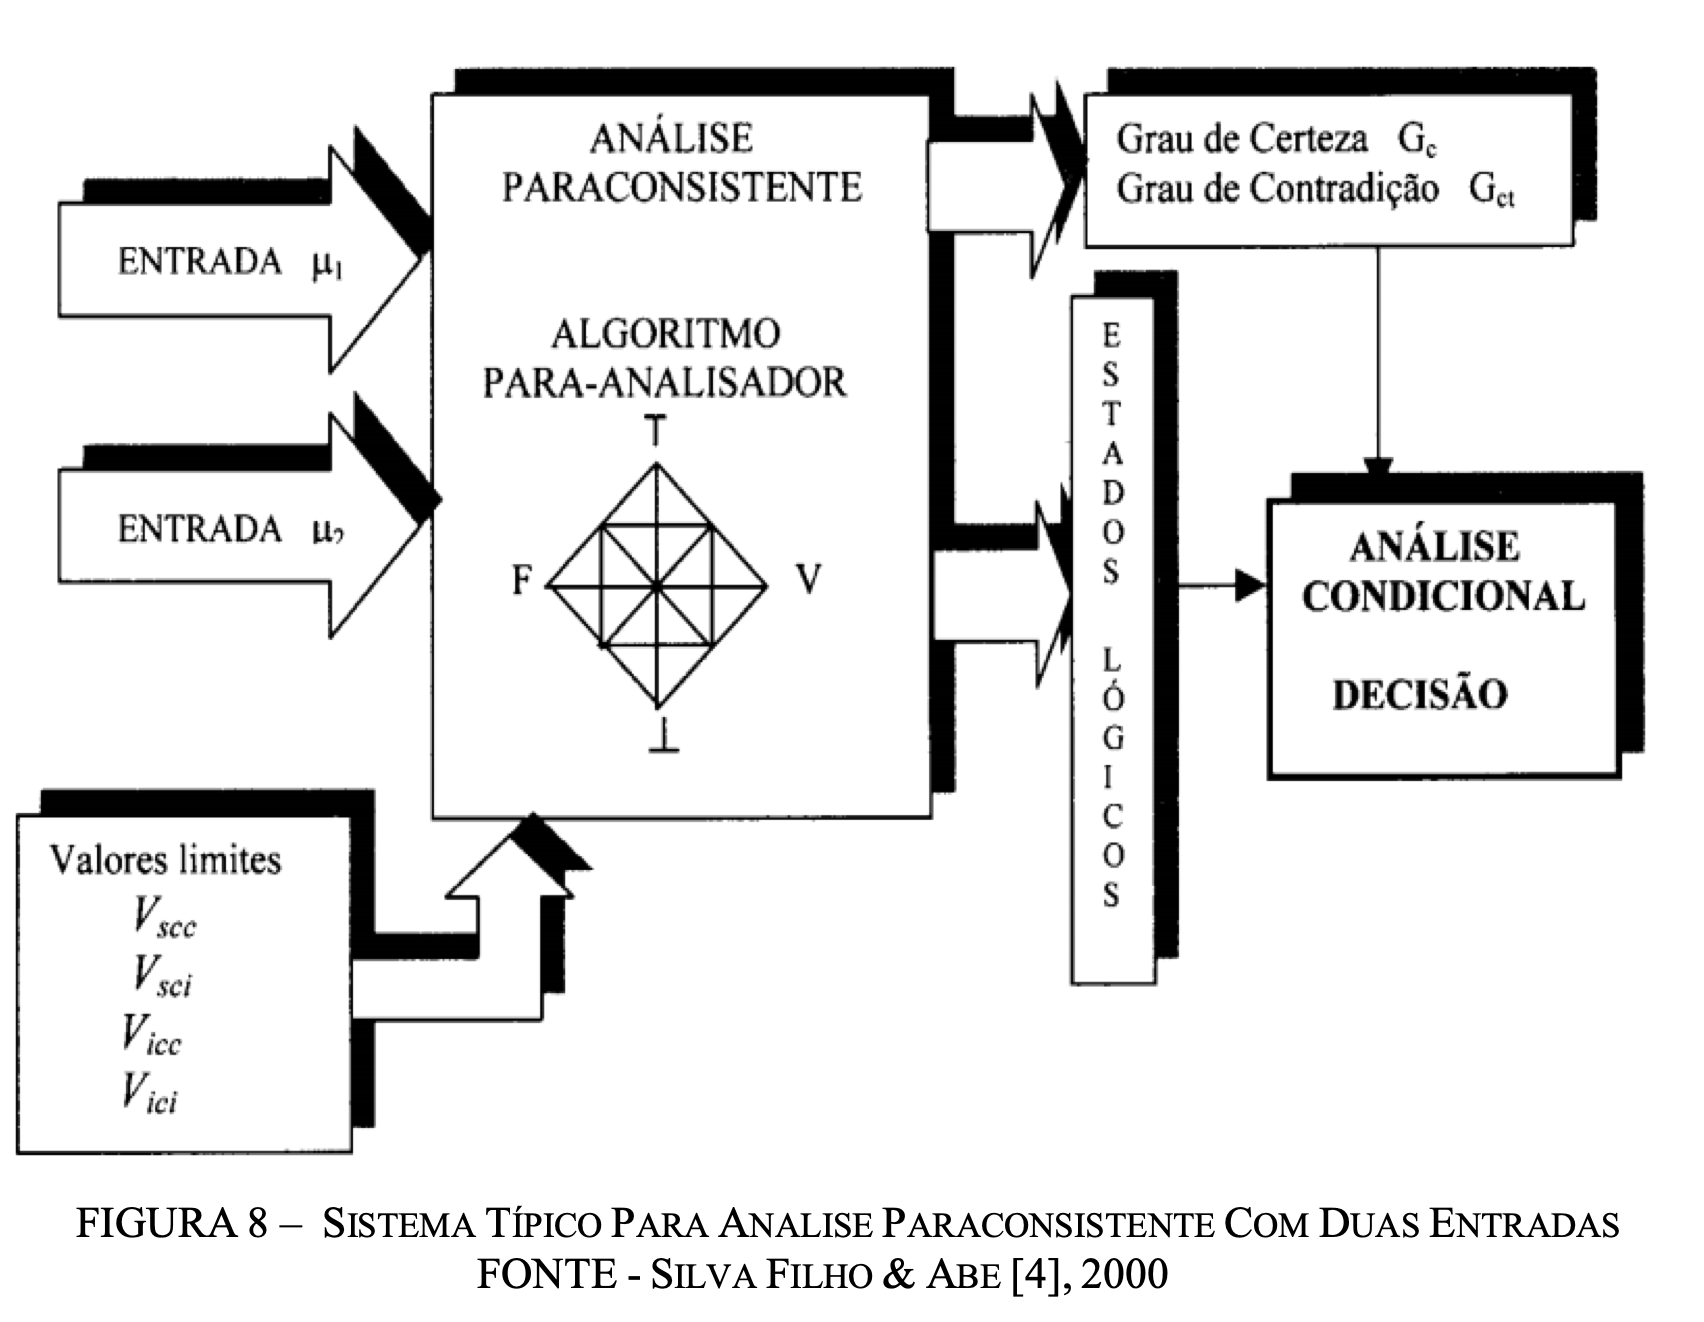 ENTRADA μ₁
ENTRADA μ₂
Valores limites
Vscc
Vsci
Vicc
Vici
ANÁLISE
PARACONSISTENTE
ALGORITMO
PARA-ANALISADOR
⊤
F
V
⊥
Grau de Certeza Gc
Grau de Contradição Gct
ESTADOS LÓGICOS
ANÁLISE
CONDICIONAL
DECISÃO
FIGURA 8 – SISTEMA TÍPICO PARA ANALISE PARACONSISTENTE COM DUAS ENTRADAS
FONTE - SILVA FILHO & ABE [4], 2000